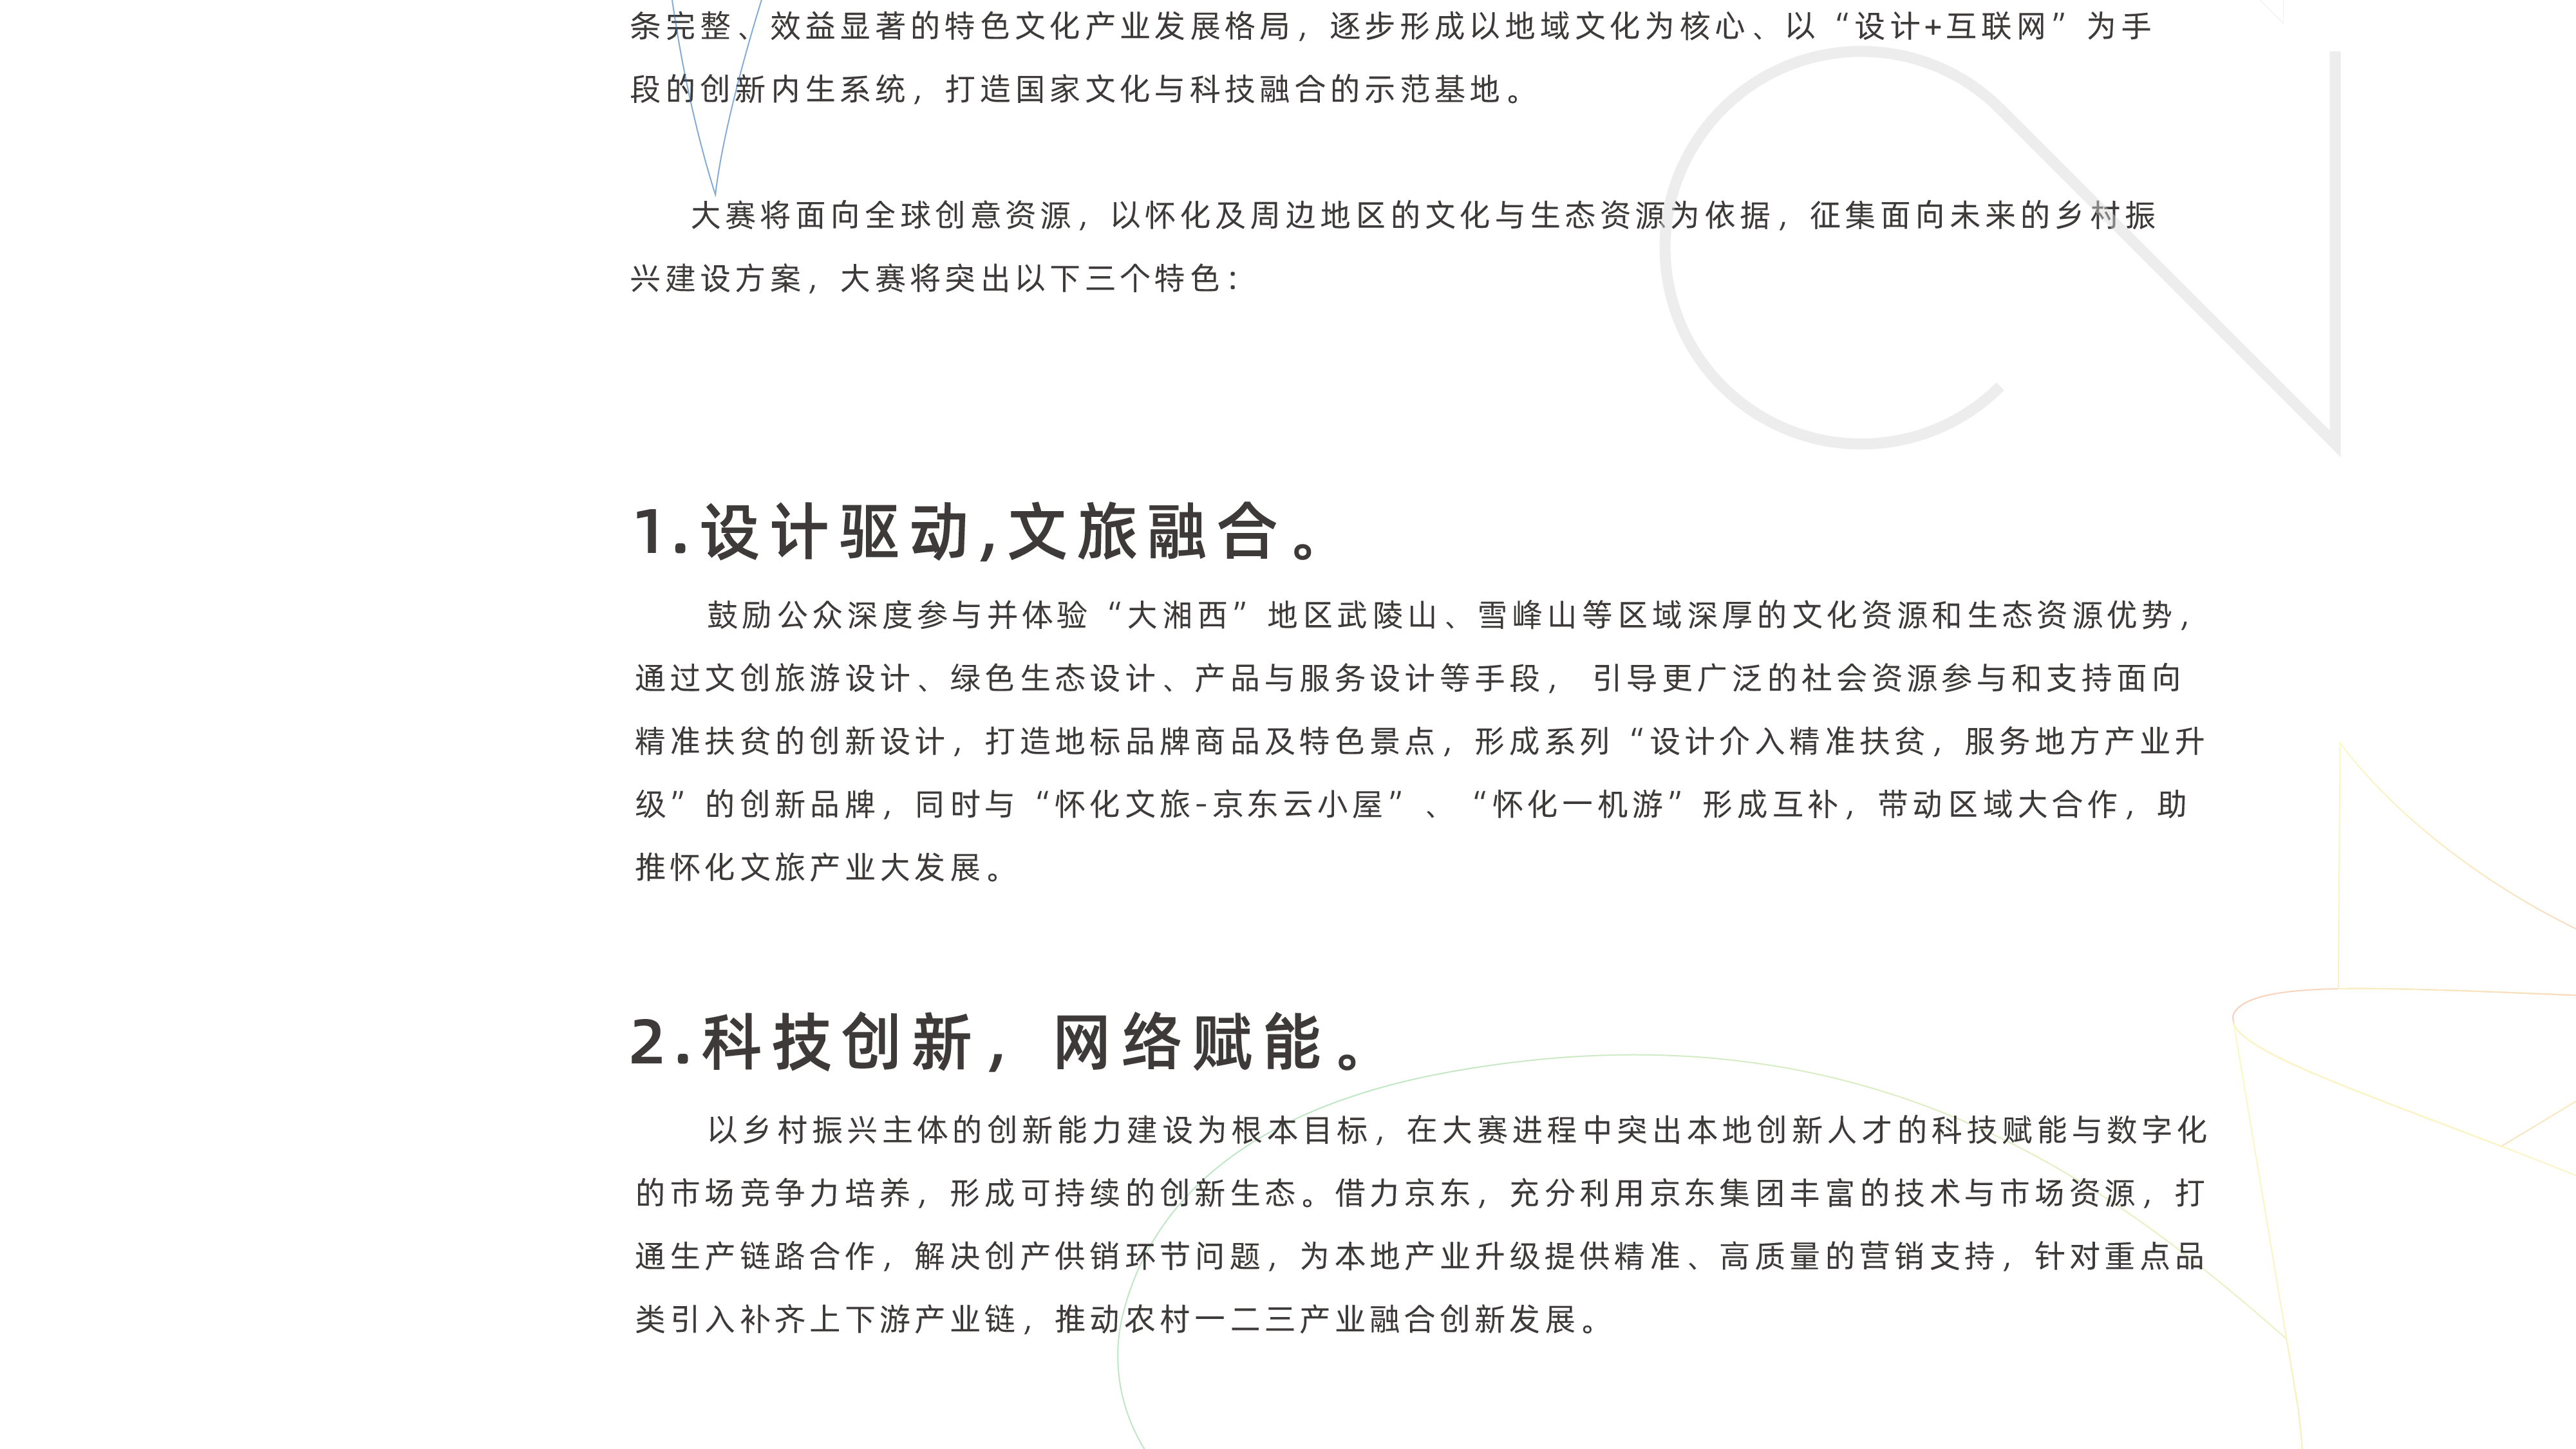 条完整、效益显著的特色文化产业发展格局，逐步形成以地域文化为核心、以“设计+互联网”为手
段的创新内生系统，打造国家文化与科技融合的示范基地。
大赛将面向全球创意资源，以怀化及周边地区的文化与生态资源为依据，征集面向未来的乡村振
兴建设方案，大赛将突出以下三个特色：
1.设计驱动,文旅融合。
鼓励公众深度参与并体验“大湘西”地区武陵山、雪峰山等区域深厚的文化资源和生态资源优势，
通过文创旅游设计、绿色生态设计、产品与服务设计等手段， 引导更广泛的社会资源参与和支持面向
精准扶贫的创新设计，打造地标品牌商品及特色景点，形成系列“设计介入精准扶贫，服务地方产业升
级”的创新品牌，同时与“怀化文旅-京东云小屋”、“怀化一机游”形成互补，带动区域大合作，助
推怀化文旅产业大发展。
2.科技创新，网络赋能。
以乡村振兴主体的创新能力建设为根本目标，在大赛进程中突出本地创新人才的科技赋能与数字化
的市场竞争力培养，形成可持续的创新生态。借力京东，充分利用京东集团丰富的技术与市场资源，打
通生产链路合作，解决创产供销环节问题，为本地产业升级提供精准、高质量的营销支持，针对重点品
类引入补齐上下游产业链，推动农村一二三产业融合创新发展。